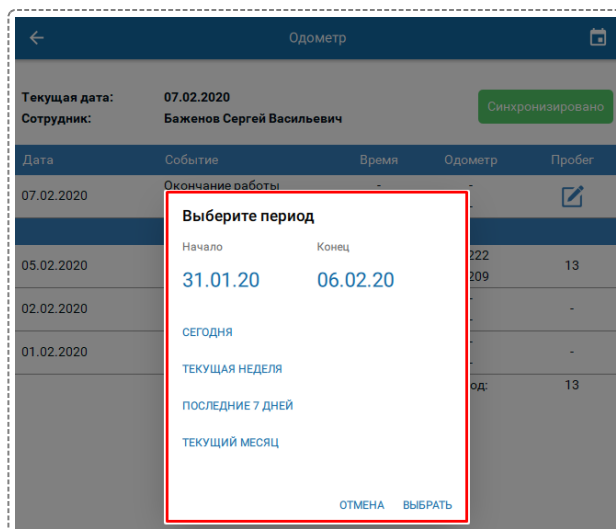 Одометр
Текущая дата: 07.02.2020
Сотрудник: Баженов Сергей Васильевич
Синхронизировано
Дата Событие Время Одометр Пробег
07.02.2020 Окончание работы - -
Выберите период
Начало Конец
31.01.20 06.02.20
05.02.2020 222 13
209
02.02.2020 - -
01.02.2020 - -
од: 13
СЕГОДНЯ
ТЕКУЩАЯ НЕДЕЛЯ
ПОСЛЕДНИЕ 7 ДНЕЙ
ТЕКУЩИЙ МЕСЯЦ
ОТМЕНА ВЫБРАТЬ